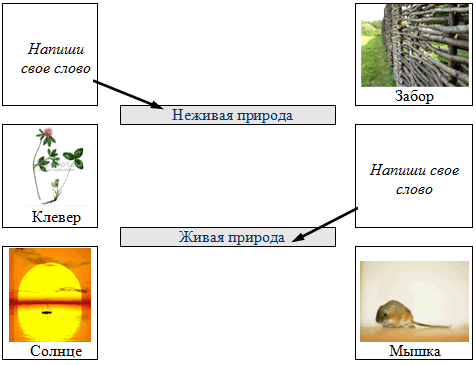 Напиши
свое слово
Забор
Неживая природа
Клевер
Напиши свое
слово
Живая природа
Солнце
Мышка